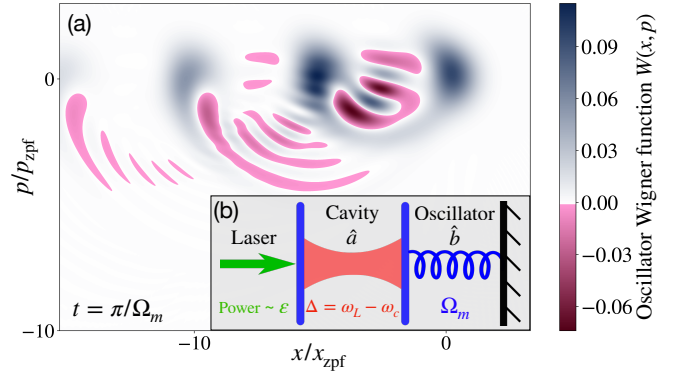 (a)
0
−10
p/p_zpf
t = π/Ω_m
−10
0
x/x_zpf
(b)
Laser
Cavity
Oscillator
â
b̂
Power ~ ε
Δ = ω_L − ω_c
Ω_m
0.09
0.06
0.03
0.00
−0.03
−0.06
Oscillator Wigner function W(x, p)